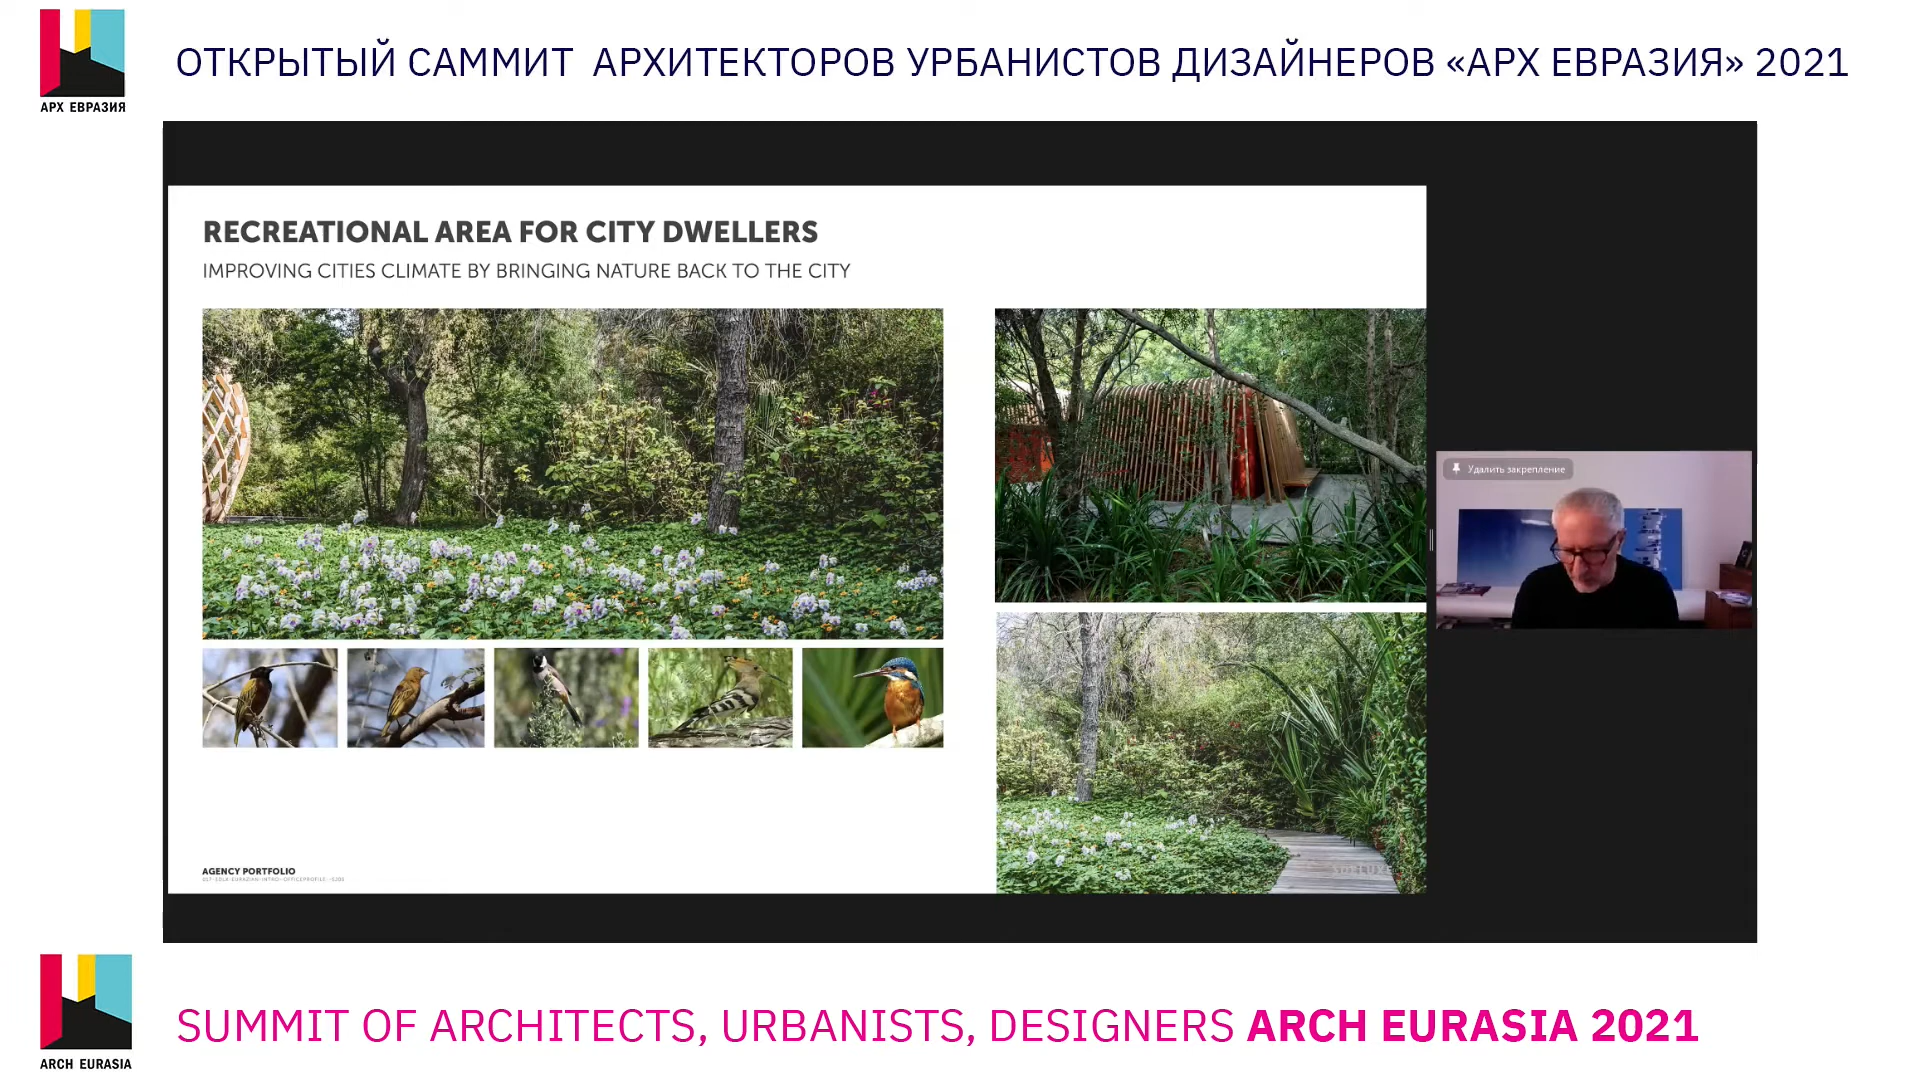 АРХ ЕВРАЗИЯ
ОТКРЫТЫЙ САММИТ АРХИТЕКТОРОВ УРБАНИСТОВ ДИЗАЙНЕРОВ «АРХ ЕВРАЗИЯ» 2021
RECREATIONAL AREA FOR CITY DWELLERS
IMPROVING CITIES CLIMATE BY BRINGING NATURE BACK TO THE CITY
Удалить закрепление
AGENCY PORTFOLIO
ARCH EURASIA
SUMMIT OF ARCHITECTS, URBANISTS, DESIGNERS ARCH EURASIA 2021